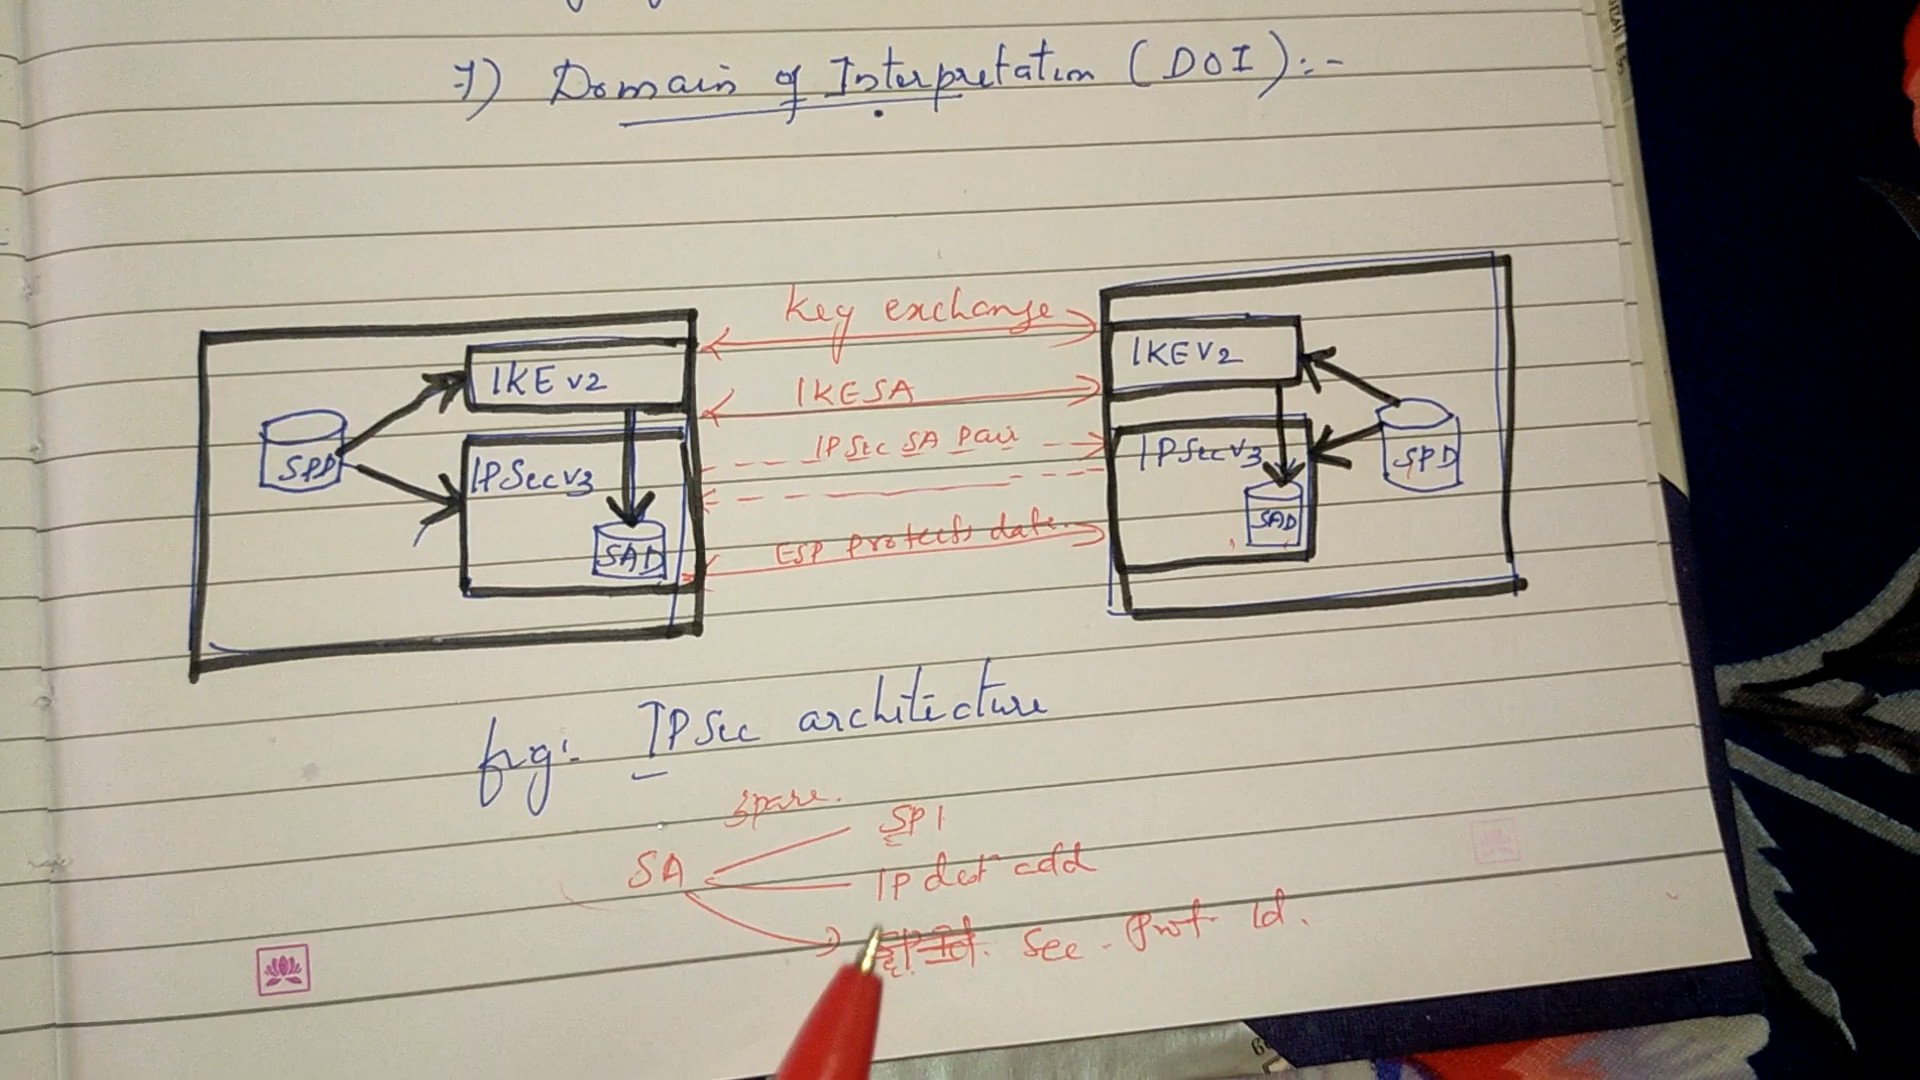 7) Domain of Interpretation (DOI):-
key exchange
IKEv2
IKEV2
IKESA
SPD
IPSecv3
IPSec SA Pair
IPSecv3
SPD
SAD
ESP Protects data
SAD
fig: IPSec architecture
SPI
SA
IP dest add
Sec. Prot Id.